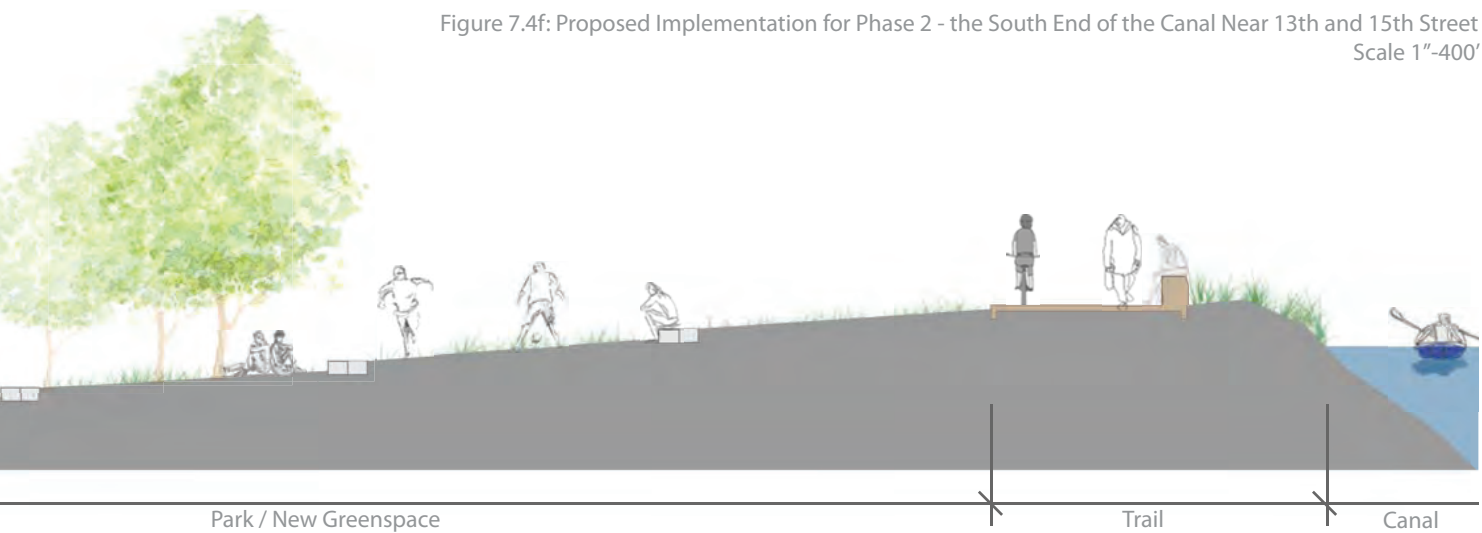 Figure 7.4f: Proposed Implementation for Phase 2 - the South End of the Canal Near 13th and 15th Street
Scale 1"-400'
Park / New Greenspace
Trail
Canal